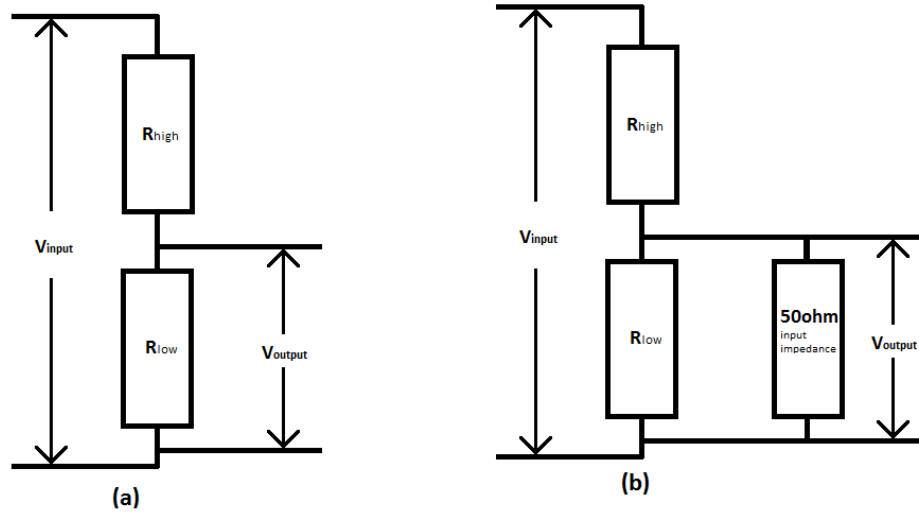 Rhigh
Vinput
Rlow
Voutput
(a)
Rhigh
Vinput
Rlow
50ohm
input
impedance
Voutput
(b)